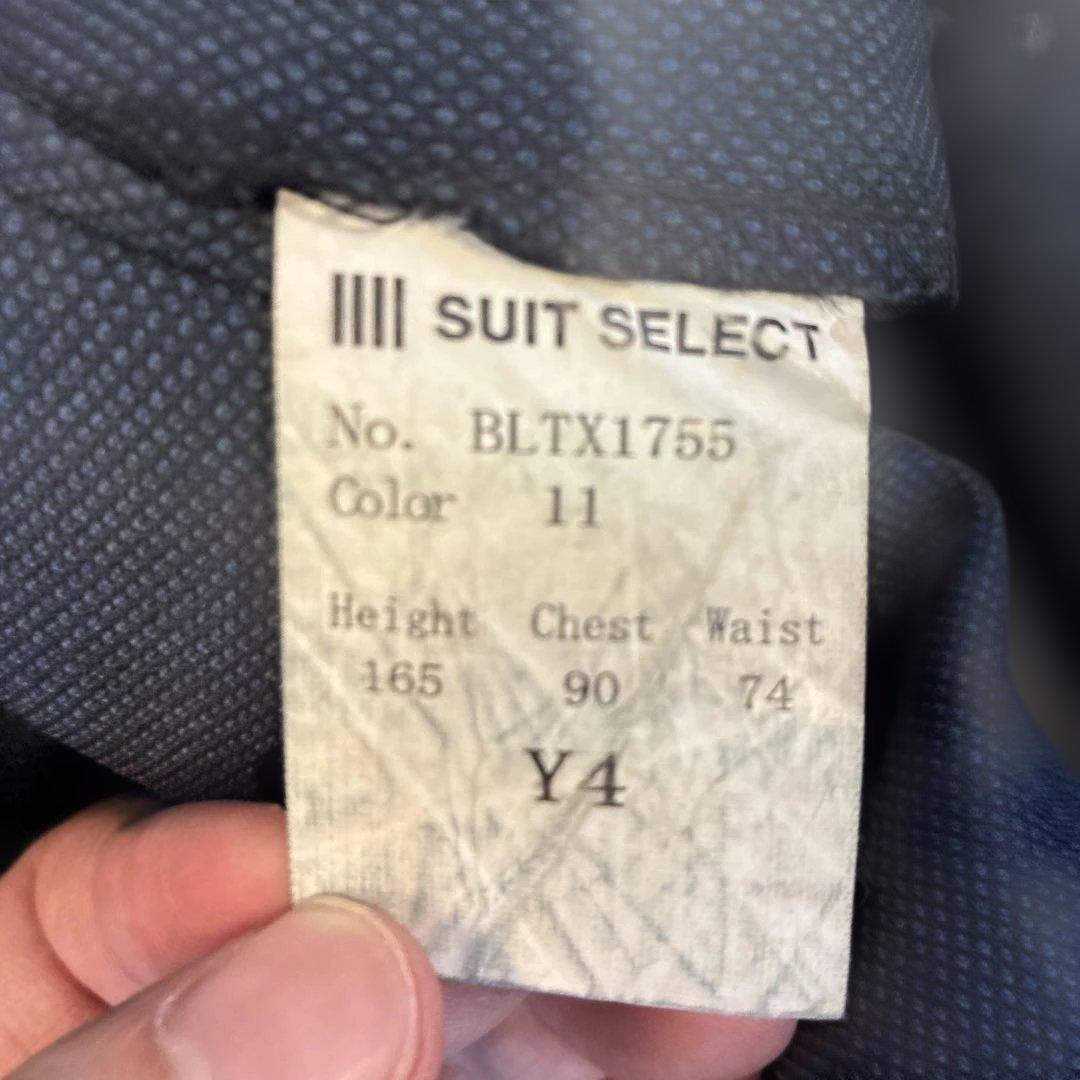 SUIT SELECT
No. BLTX1755
Color 11
Height Chest Waist
165 90 74
Y4